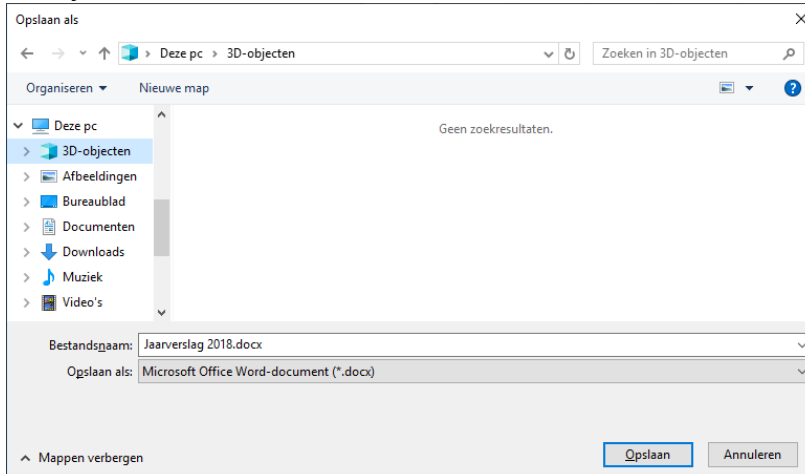 Opslaan als
Deze pc > 3D-objecten
Zoeken in 3D-objecten
Organiseren
Nieuwe map
Deze pc
Geen zoekresultaten.
3D-objecten
Afbeeldingen
Bureaublad
Documenten
Downloads
Muziek
Video's
Bestandsnaam: Jaarverslag 2018.docx
Opslaan als: Microsoft Office Word-document (*.docx)
Mappen verbergen
Opslaan
Annuleren